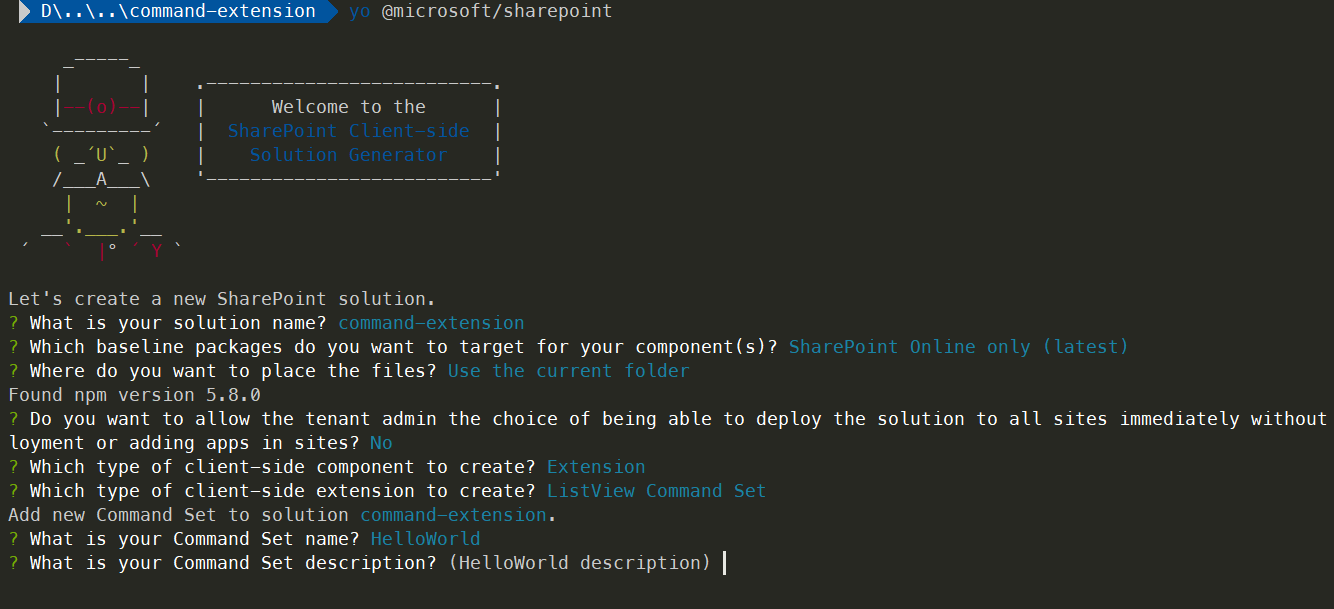 D\..\..\command-extension yo @microsoft/sharepoint
     _-----_
    |       |    .--------------------------.
    |--(o)--|    |      Welcome to the      |
   `---------´   |  SharePoint Client-side  |
    ( _´U`_ )    |    Solution Generator    |
    /___A___\    '--------------------------'
     |  ~  |
   __'.___.'__
 ´   `  |° ´ Y `
Let's create a new SharePoint solution.
? What is your solution name? command-extension
? Which baseline packages do you want to target for your component(s)? SharePoint Online only (latest)
? Where do you want to place the files? Use the current folder
Found npm version 5.8.0
? Do you want to allow the tenant admin the choice of being able to deploy the solution to all sites immediately without
loyment or adding apps in sites? No
? Which type of client-side component to create? Extension
? Which type of client-side extension to create? ListView Command Set
Add new Command Set to solution command-extension.
? What is your Command Set name? HelloWorld
? What is your Command Set description? (HelloWorld description)